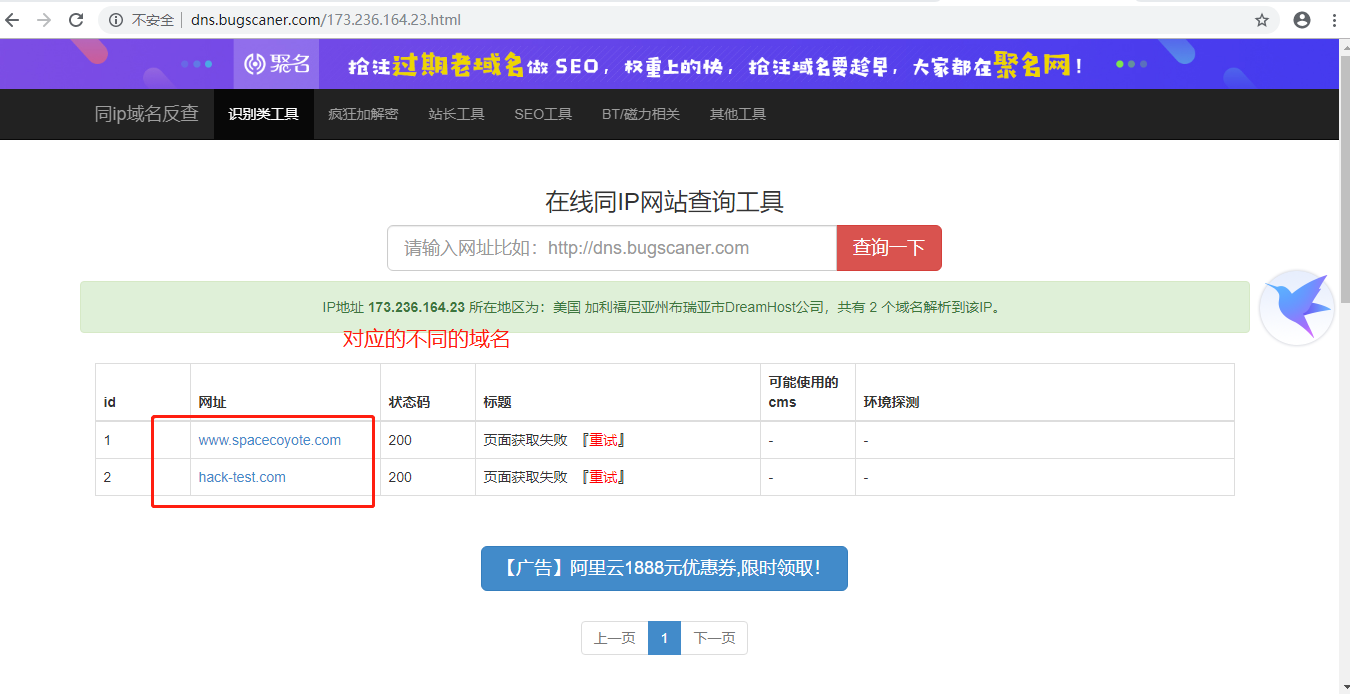 不安全 dns.bugscaner.com/173.236.164.23.html
聚名 抢注过期老域名做 SEO，权重上的快，抢注域名要趁早，大家都在聚名网！
同ip域名反查 识别类工具 疯狂加解密 站长工具 SEO工具 BT/磁力相关 其他工具
在线同IP网站查询工具
请输入网址比如：http://dns.bugscaner.com 查询一下
IP地址 173.236.164.23 所在地区为：美国 加利福尼亚州布瑞亚市DreamHost公司，共有 2 个域名解析到该IP。
对应的不同的域名
id 网址 状态码 标题 可能使用的cms 环境探测
1 www.spacecoyote.com 200 页面获取失败 『重试』 - -
2 hack-test.com 200 页面获取失败 『重试』 - -
【广告】阿里云1888元优惠券,限时领取!
上一页 1 下一页